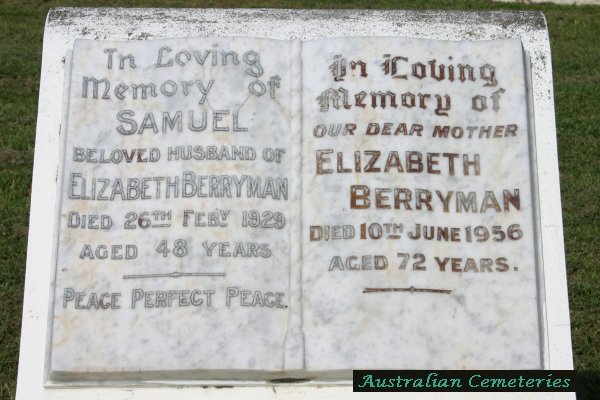 In Loving
Memory of
SAMUEL
BELOVED HUSBAND OF
ELIZABETH BERRYMAN
DIED 26TH FEBY 1929
AGED 48 YEARS
PEACE PERFECT PEACE.
In Loving
Memory of
OUR DEAR MOTHER
ELIZABETH
BERRYMAN
DIED 10TH JUNE 1956
AGED 72 YEARS.
Australian Cemeteries